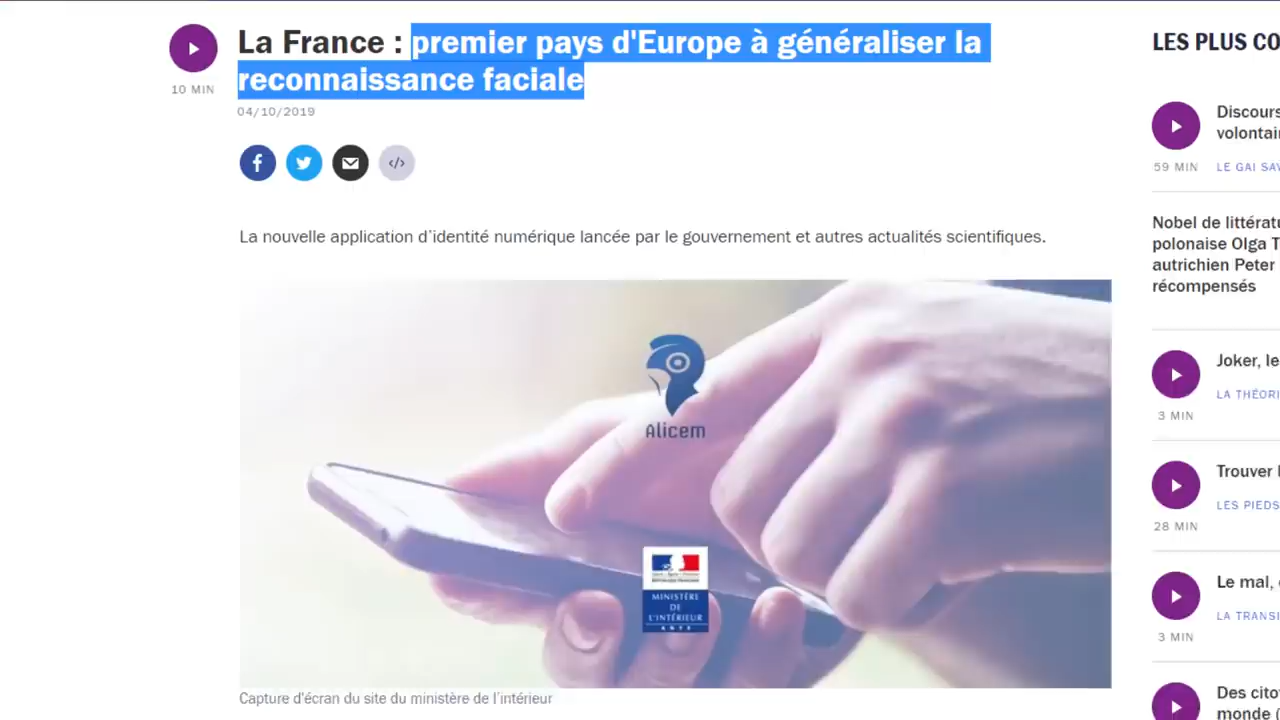 La France : premier pays d'Europe à généraliser la
reconnaissance faciale
10 MIN
04/10/2019
</>
La nouvelle application d’identité numérique lancée par le gouvernement et autres actualités scientifiques.
Alicem
MINISTÈRE
DE
L'INTÉRIEUR
ANTS
Capture d'écran du site du ministère de l’intérieur
LES PLUS CO
Discours
volontai
59 MIN
LE GAI SAV
Nobel de littératu
polonaise Olga T
autrichien Peter
récompensés
Joker, le
LA THÉORI
3 MIN
Trouver
LES PIEDS
28 MIN
Le mal,
LA TRANSI
3 MIN
Des cito
monde (